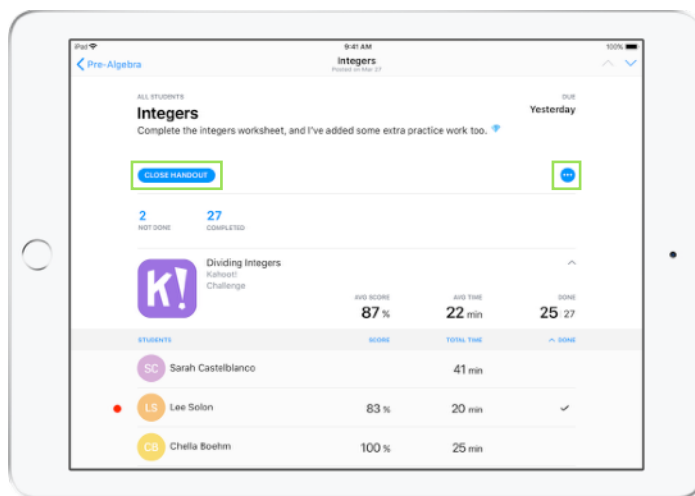 iPad 9:41 AM 100%
Pre-Algebra Integers
Posted on Mar 27
ALL STUDENTS DUE
Integers Yesterday
Complete the integers worksheet, and I've added some extra practice work too.
CLOSE HANDOUT
2 27
NOT DONE COMPLETED
Dividing Integers
Kahoot!
Challenge
K!
AVG SCORE AVG TIME DONE
87 % 22 min 25 / 27
STUDENTS SCORE TOTAL TIME DONE
SC Sarah Castelblanco 41 min
LS Lee Solon 83 % 20 min
CB Chella Boehm 100 % 25 min